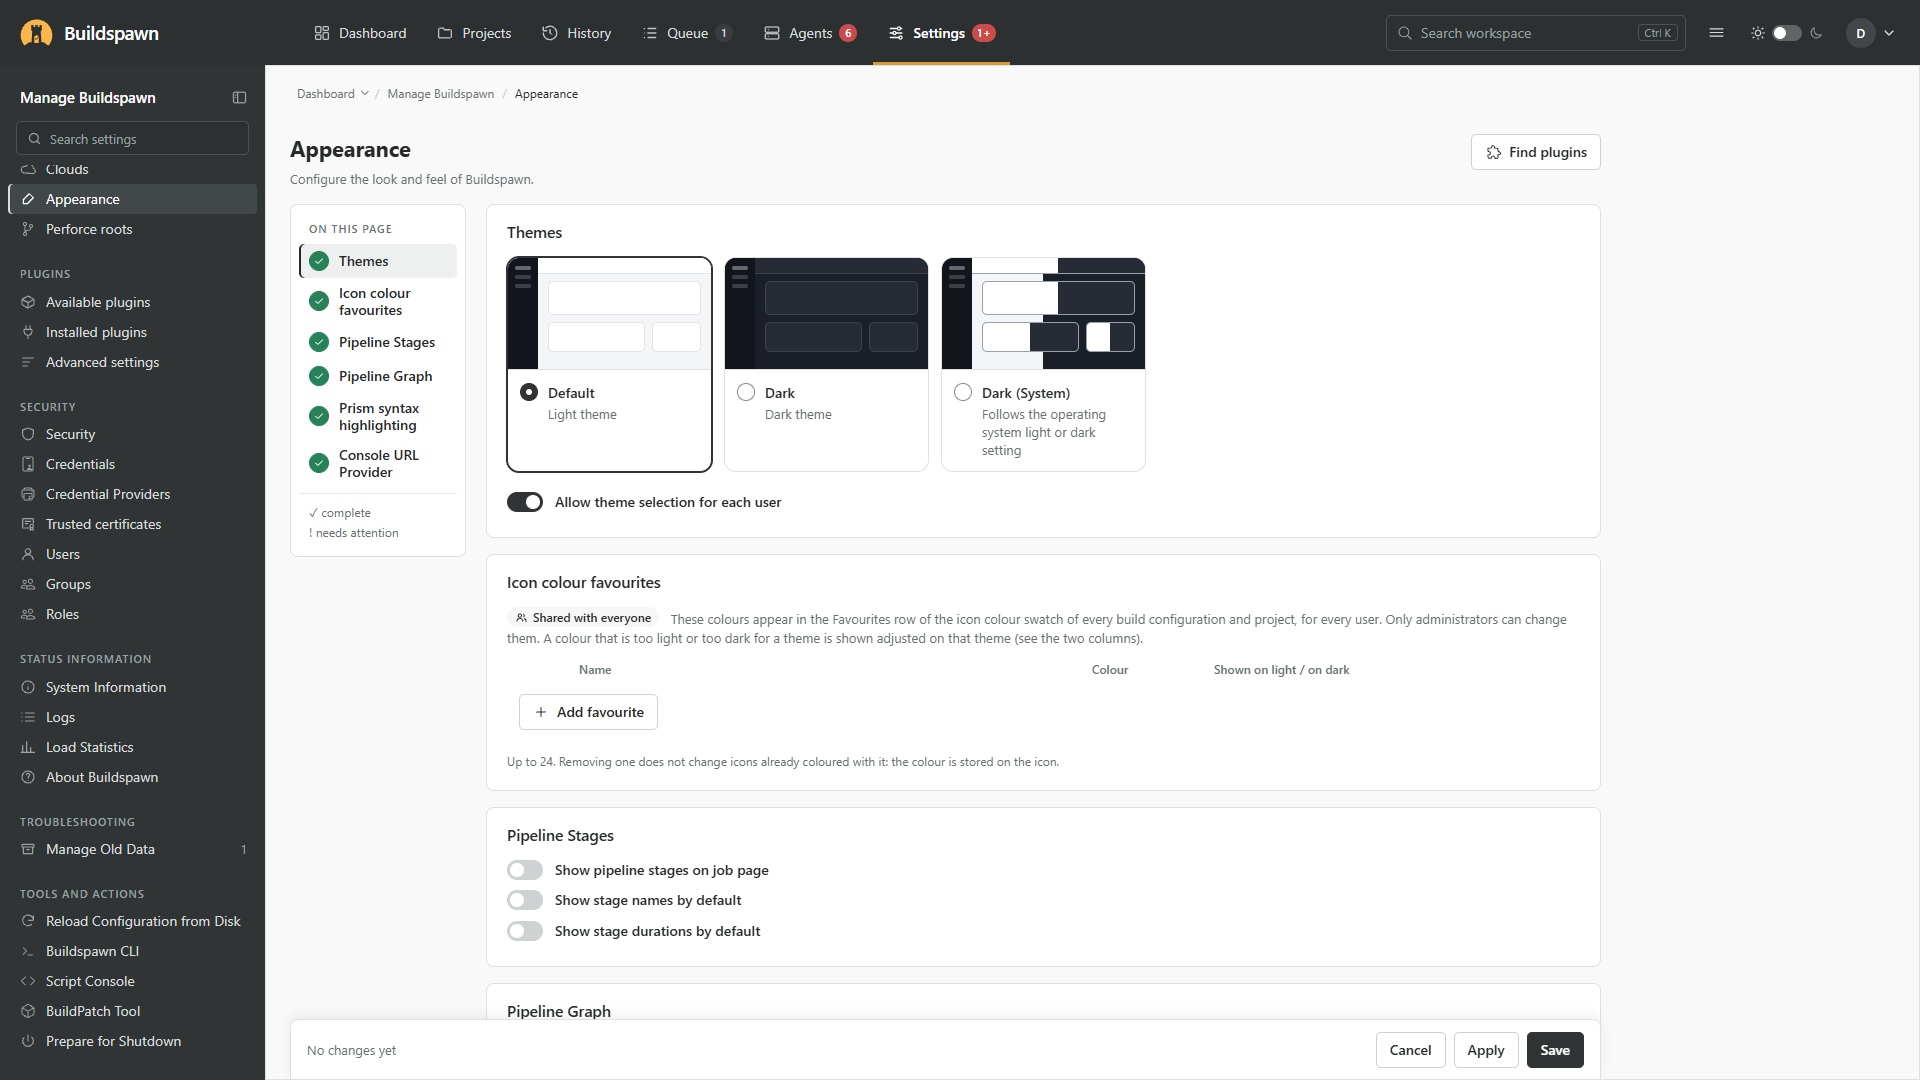 Buildspawn
Dashboard
Projects
History
Queue 1
Agents 6
Settings 1+
Search workspace Ctrl K
D
Manage Buildspawn
Search settings
Clouds
Appearance
Perforce roots
PLUGINS
Available plugins
Installed plugins
Advanced settings
SECURITY
Security
Credentials
Credential Providers
Trusted certificates
Users
Groups
Roles
STATUS INFORMATION
System Information
Logs
Load Statistics
About Buildspawn
TROUBLESHOOTING
Manage Old Data 1
TOOLS AND ACTIONS
Reload Configuration from Disk
Buildspawn CLI
Script Console
BuildPatch Tool
Prepare for Shutdown
Dashboard / Manage Buildspawn / Appearance
Appearance
Configure the look and feel of Buildspawn.
Find plugins
ON THIS PAGE
Themes
Icon colour
favourites
Pipeline Stages
Pipeline Graph
Prism syntax
highlighting
Console URL
Provider
✓ complete
! needs attention
Themes
Default
Light theme
Dark
Dark theme
Dark (System)
Follows the operating
system light or dark
setting
Allow theme selection for each user
Icon colour favourites
Shared with everyone These colours appear in the Favourites row of the icon colour swatch of every build configuration and project, for every user. Only administrators can change
them. A colour that is too light or too dark for a theme is shown adjusted on that theme (see the two columns).
Name Colour Shown on light / on dark
Add favourite
Up to 24. Removing one does not change icons already coloured with it: the colour is stored on the icon.
Pipeline Stages
Show pipeline stages on job page
Show stage names by default
Show stage durations by default
Pipeline Graph
No changes yet
Cancel
Apply
Save